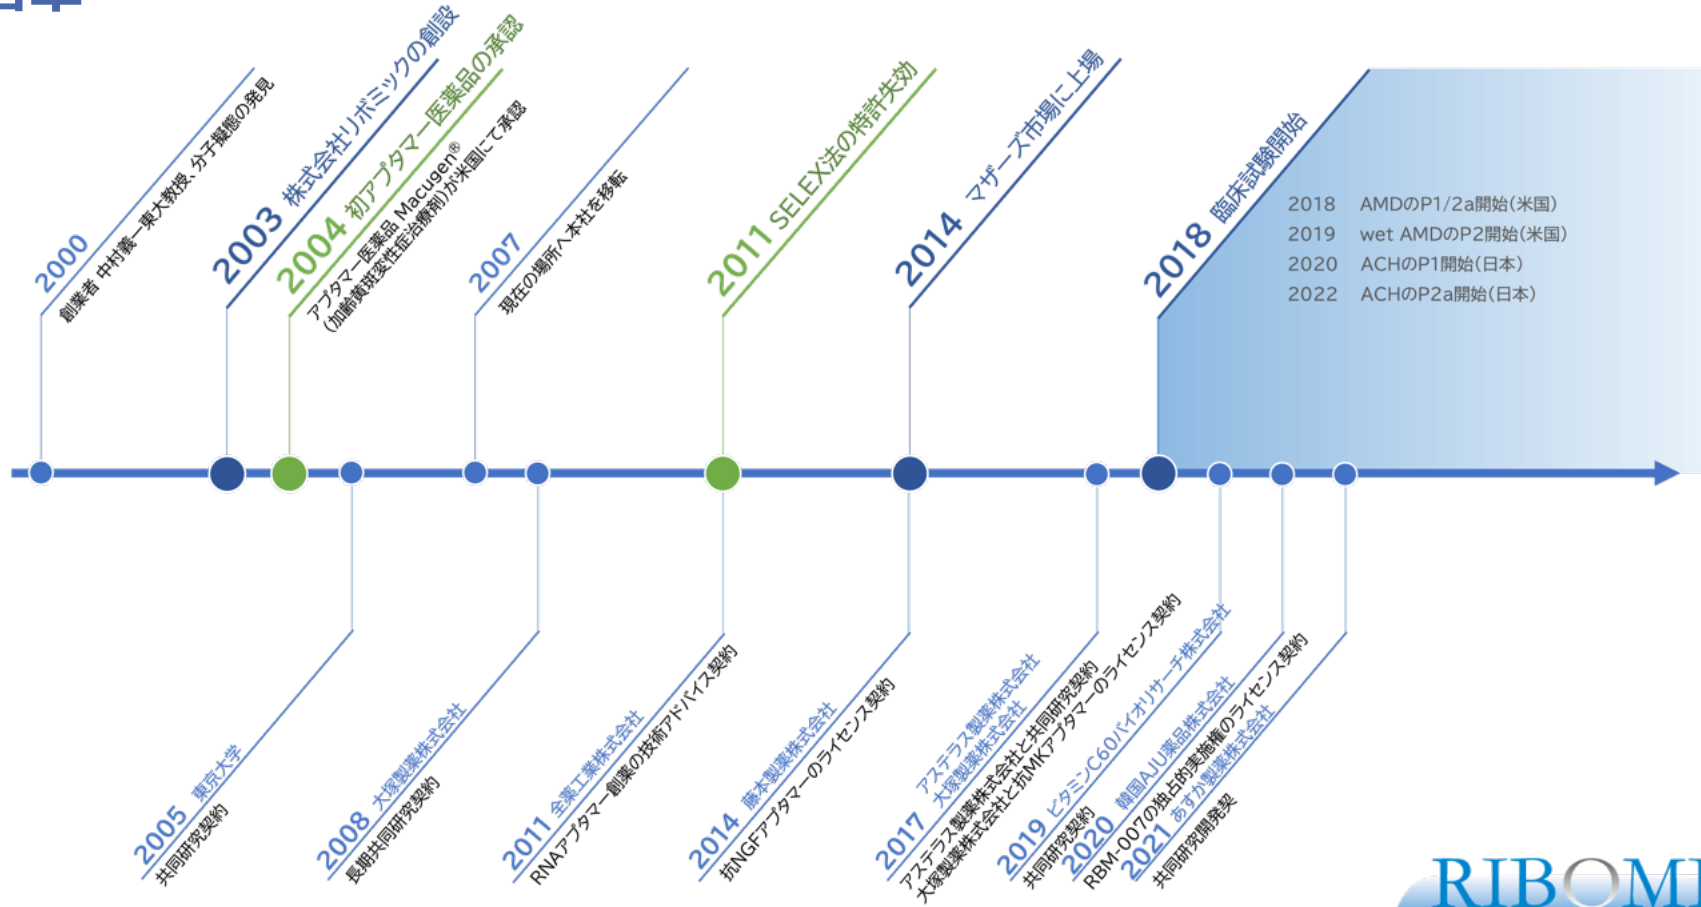 2000
創業者 中村義一東大教授、分子擬態の発見
2003 株式会社リボミックの創設
2004 初アプタマー医薬品の承認
アプタマー医薬品 Macugen®
(加齢黄斑変性症治療剤)が米国にて承認
2007
現在の場所へ本社を移転
2011 SELEX法の特許失効
2014 マザーズ市場に上場
2018 臨床試験開始
2018 AMDのP1/2a開始(米国)
2019 wet AMDのP2開始(米国)
2020 ACHのP1開始(日本)
2022 ACHのP2a開始(日本)
2005 東京大学
共同研究契約
2008 大塚製薬株式会社
長期共同研究契約
2011 全薬工業株式会社
RNAアプタマー創薬の技術アドバイス契約
2014 藤本製薬株式会社
抗NGFアプタマーのライセンス契約
アステラス製薬株式会社
2017 大塚製薬株式会社
アステラス製薬株式会社と共同研究契約
大塚製薬株式会社と抗MKアプタマーのライセンス契約
2019 ビタミンC60バイオリサーチ株式会社
共同研究契約
2020 韓国AJU薬品株式会社
RBM-007の独占的実施権のライセンス契約
2021 あすか製薬株式会社
共同研究開発契
RIBOMI